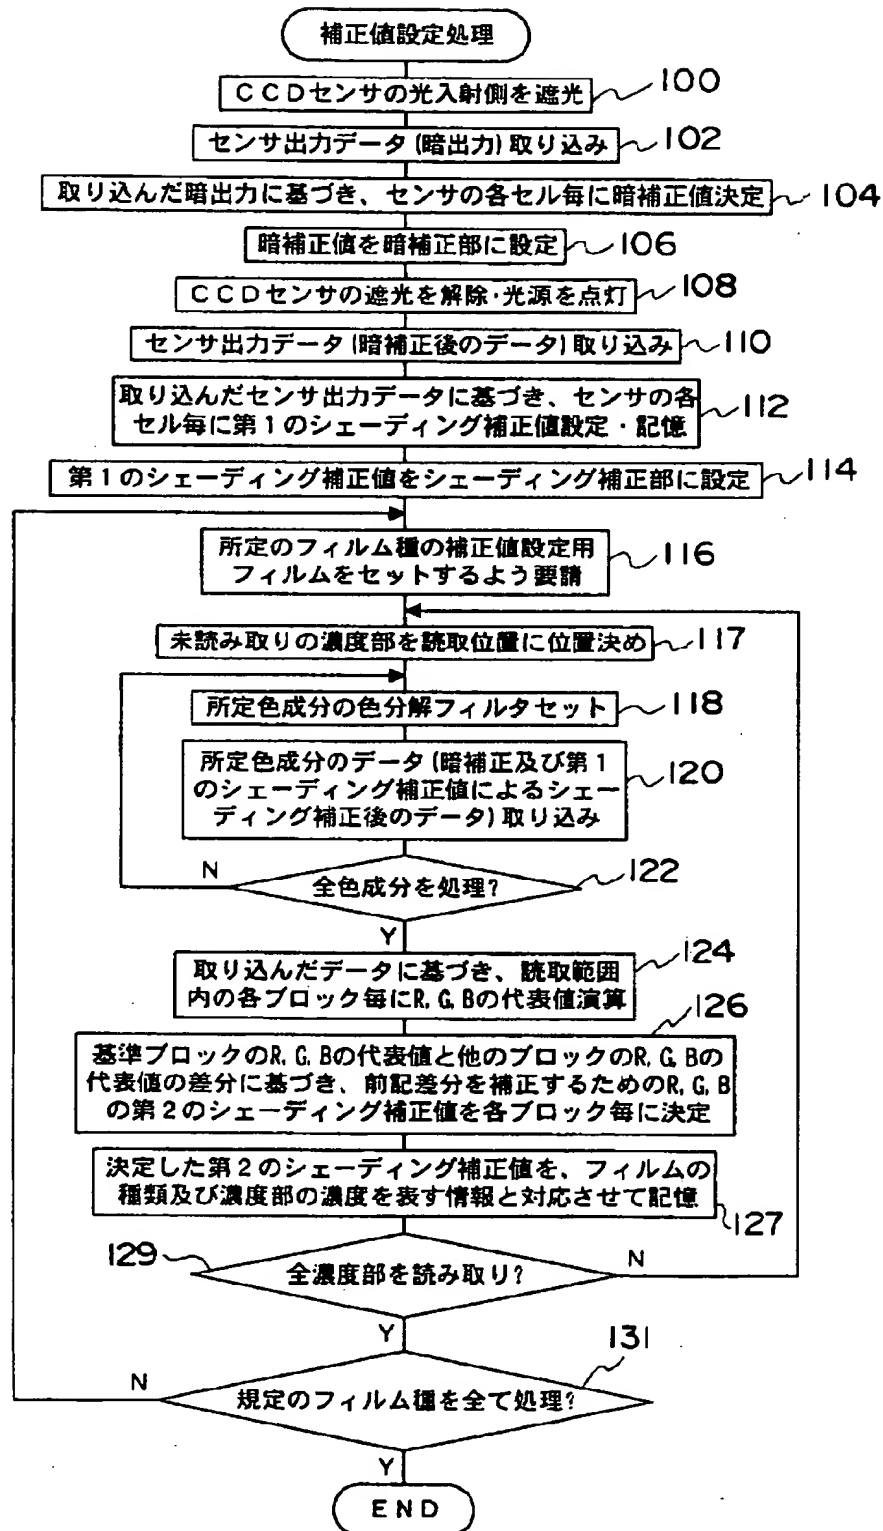 補正値設定処理
CCDセンサの光入射側を遮光
100
センサ出力データ(暗出力)取り込み
102
取り込んだ暗出力に基づき、センサの各セル毎に暗補正値決定
104
暗補正値を暗補正部に設定
106
CCDセンサの遮光を解除・光源を点灯
108
センサ出力データ(暗補正後のデータ)取り込み
110
取り込んだセンサ出力データに基づき、センサの各
セル毎に第1のシェーディング補正値設定・記憶
112
第1のシェーディング補正値をシェーディング補正部に設定
114
所定のフィルム種の補正値設定用
フィルムをセットするよう要請
116
未読み取りの濃度部を読取位置に位置決め
117
所定色成分の色分解フィルタセット
118
所定色成分のデータ(暗補正及び第1
のシェーディング補正値によるシェー
ディング補正後のデータ)取り込み
120
N
全色成分を処理?
122
Y
取り込んだデータに基づき、読取範囲
内の各ブロック毎にR,G,Bの代表値演算
124
126
基準ブロックのR,G,Bの代表値と他のブロックのR,G,Bの
代表値の差分に基づき、前記差分を補正するためのR,G,B
の第2のシェーディング補正値を各ブロック毎に決定
決定した第2のシェーディング補正値を、フィルムの
種類及び濃度部の濃度を表す情報と対応させて記憶
127
129
全濃度部を読み取り?
N
Y
131
N
規定のフィルム種を全て処理?
Y
END